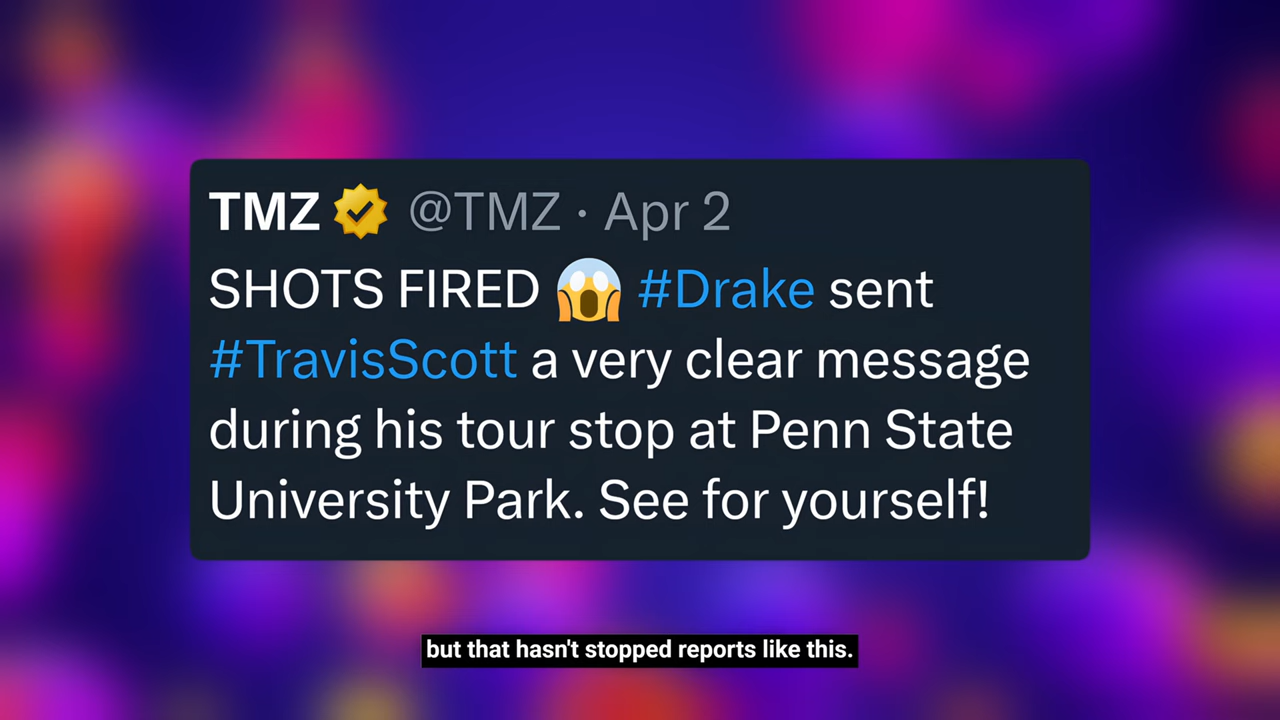 TMZ @TMZ · Apr 2
SHOTS FIRED 😱 #Drake sent
#TravisScott a very clear message
during his tour stop at Penn State
University Park. See for yourself!
but that hasn't stopped reports like this.